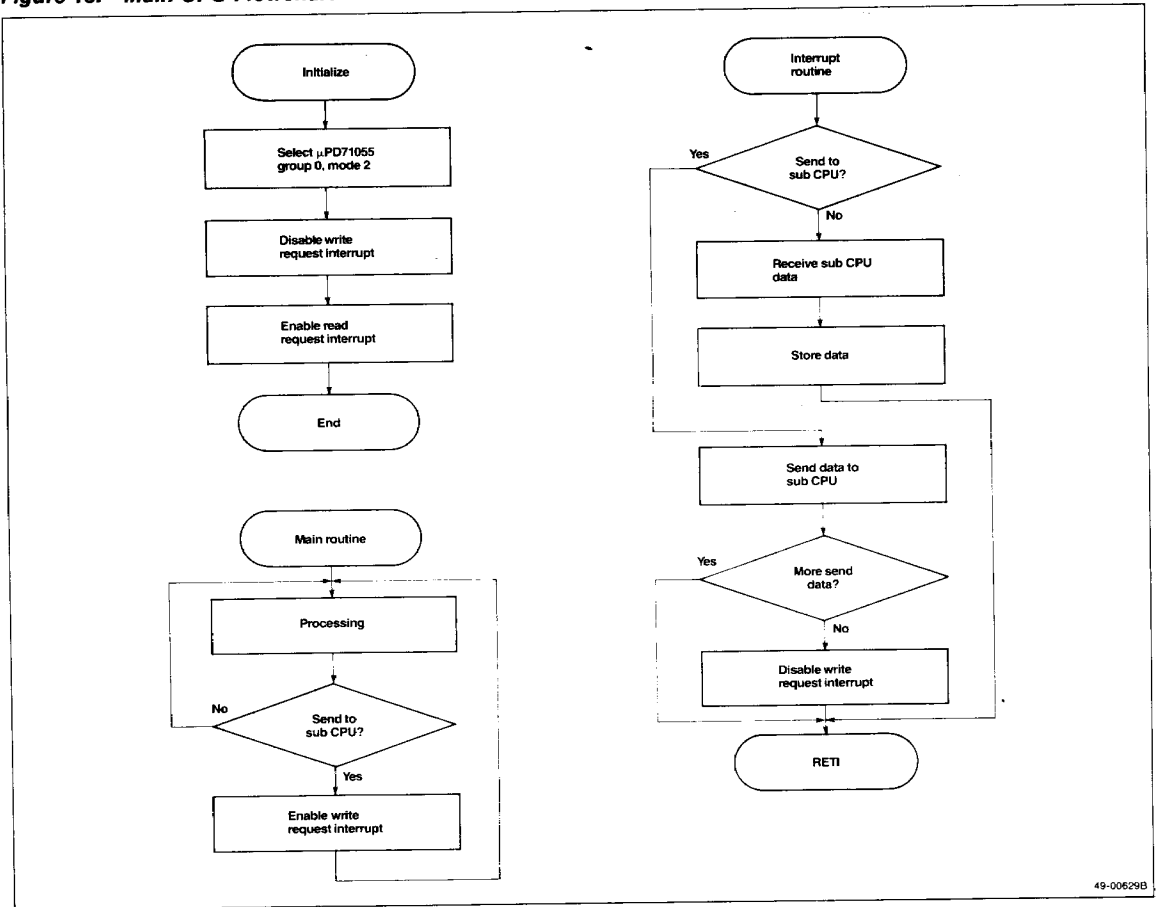 Initialize
Select μPD71055
group 0, mode 2
Disable write
request interrupt
Enable read
request interrupt
End
Main routine
Processing
No
Send to
sub CPU?
Yes
Enable write
request interrupt
Interrupt
routine
Yes
Send to
sub CPU?
No
Receive sub CPU
data
Store data
Send data to
sub CPU
Yes
More send
data?
No
Disable write
request interrupt
RETI
49-00629B